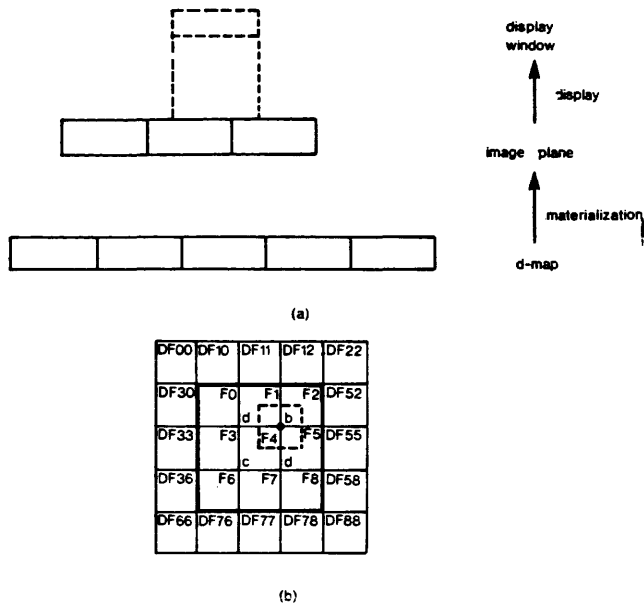 display
window
display
image plane
materialization
d-map
(a)
DF00 DF10 DF11 DF12 DF22
DF30 F0 F1 F2 DF52
d b
DF33 F3 F4 F5 DF55
c d
DF36 F6 F7 F8 DF58
DF66 DF76 DF77 DF78 DF88
(b)